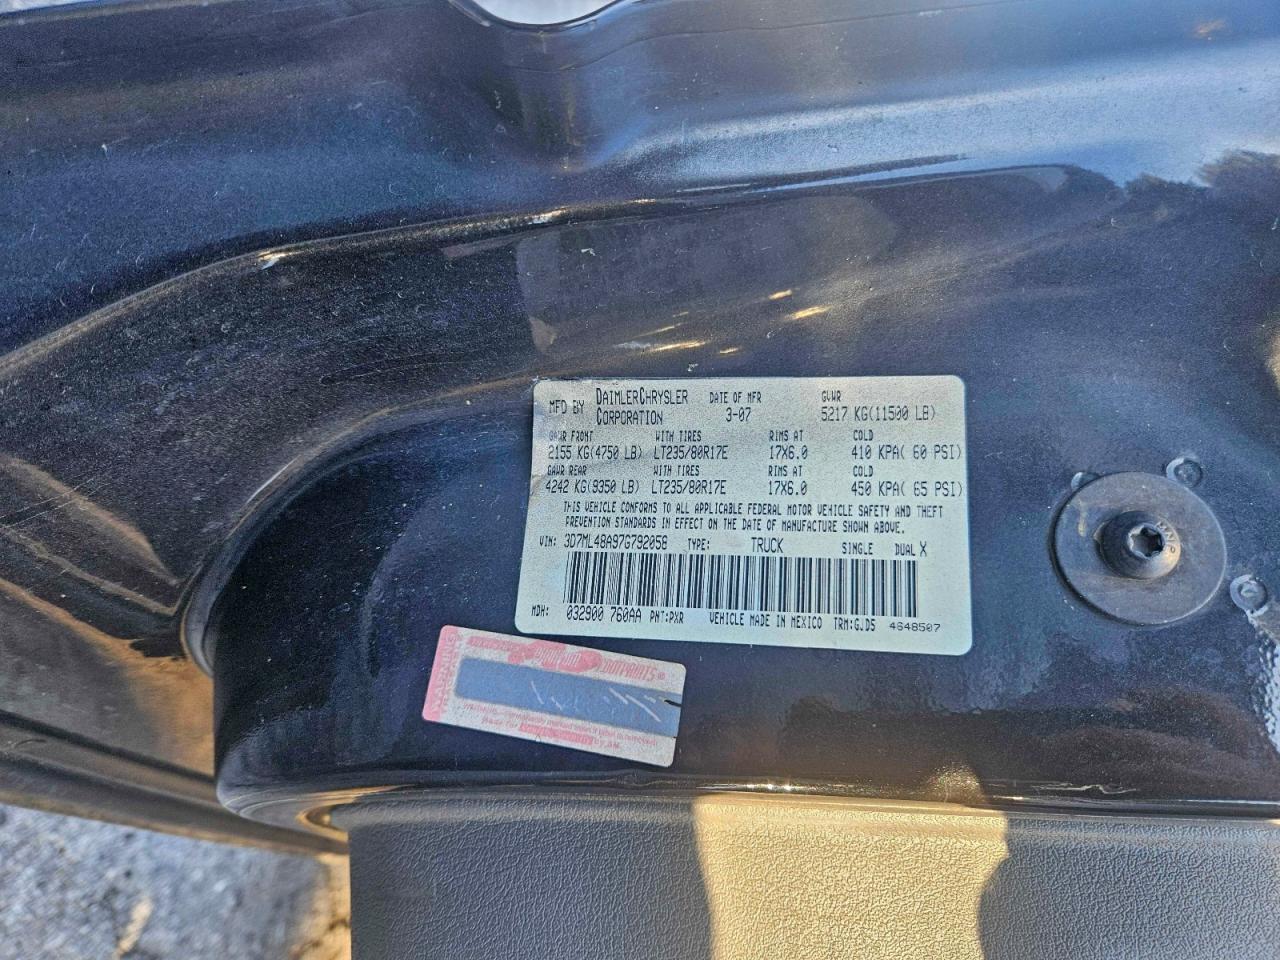 MFD BY DAIMLERCHRYSLER CORPORATION DATE OF MFR 3-07 GVWR 5217 KG(11500 LB)
GAWR FRONT WITH TIRES RIMS AT COLD
2155 KG(4750 LB) LT235/80R17E 17X6.0 410 KPA( 60 PSI)
GAWR REAR WITH TIRES RIMS AT COLD
4242 KG(9350 LB) LT235/80R17E 17X6.0 450 KPA( 65 PSI)
THIS VEHICLE CONFORMS TO ALL APPLICABLE FEDERAL MOTOR VEHICLE SAFETY AND THEFT
PREVENTION STANDARDS IN EFFECT ON THE DATE OF MANUFACTURE SHOWN ABOVE.
VIN: 3D7ML48A97G792058 TYPE: TRUCK SINGLE DUAL X
MDH: 032900 760AA PNT:PXR VEHICLE MADE IN MEXICO TRM:GJD5
4648507